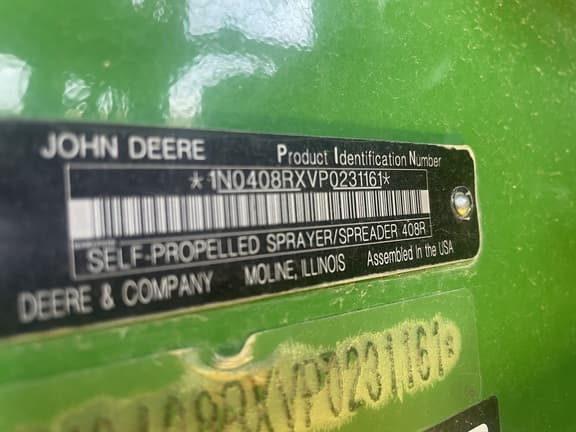 JOHN DEERE Product Identification Number
*1N0408RXVP0231161*
SELF-PROPELLED SPRAYER/SPREADER 408R
DEERE & COMPANY MOLINE, ILLINOIS Assembled in the USA
408RXVP0231161